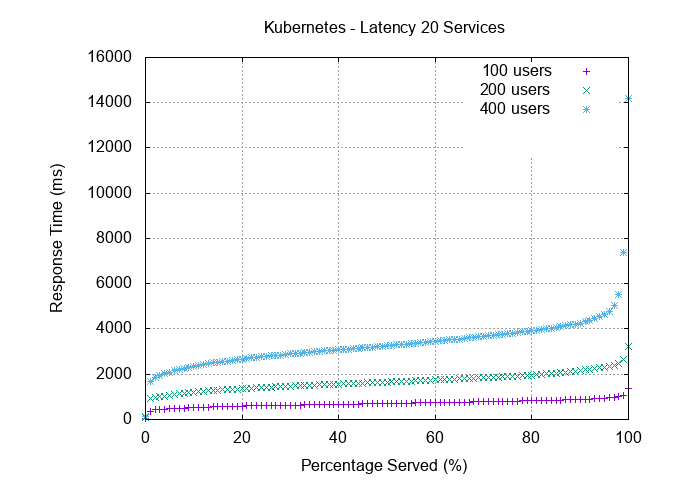 Kubernetes - Latency 20 Services
16000
14000
12000
10000
8000
6000
4000
2000
0
Response Time (ms)
100 users
200 users
400 users
0 20 40 60 80 100
Percentage Served (%)